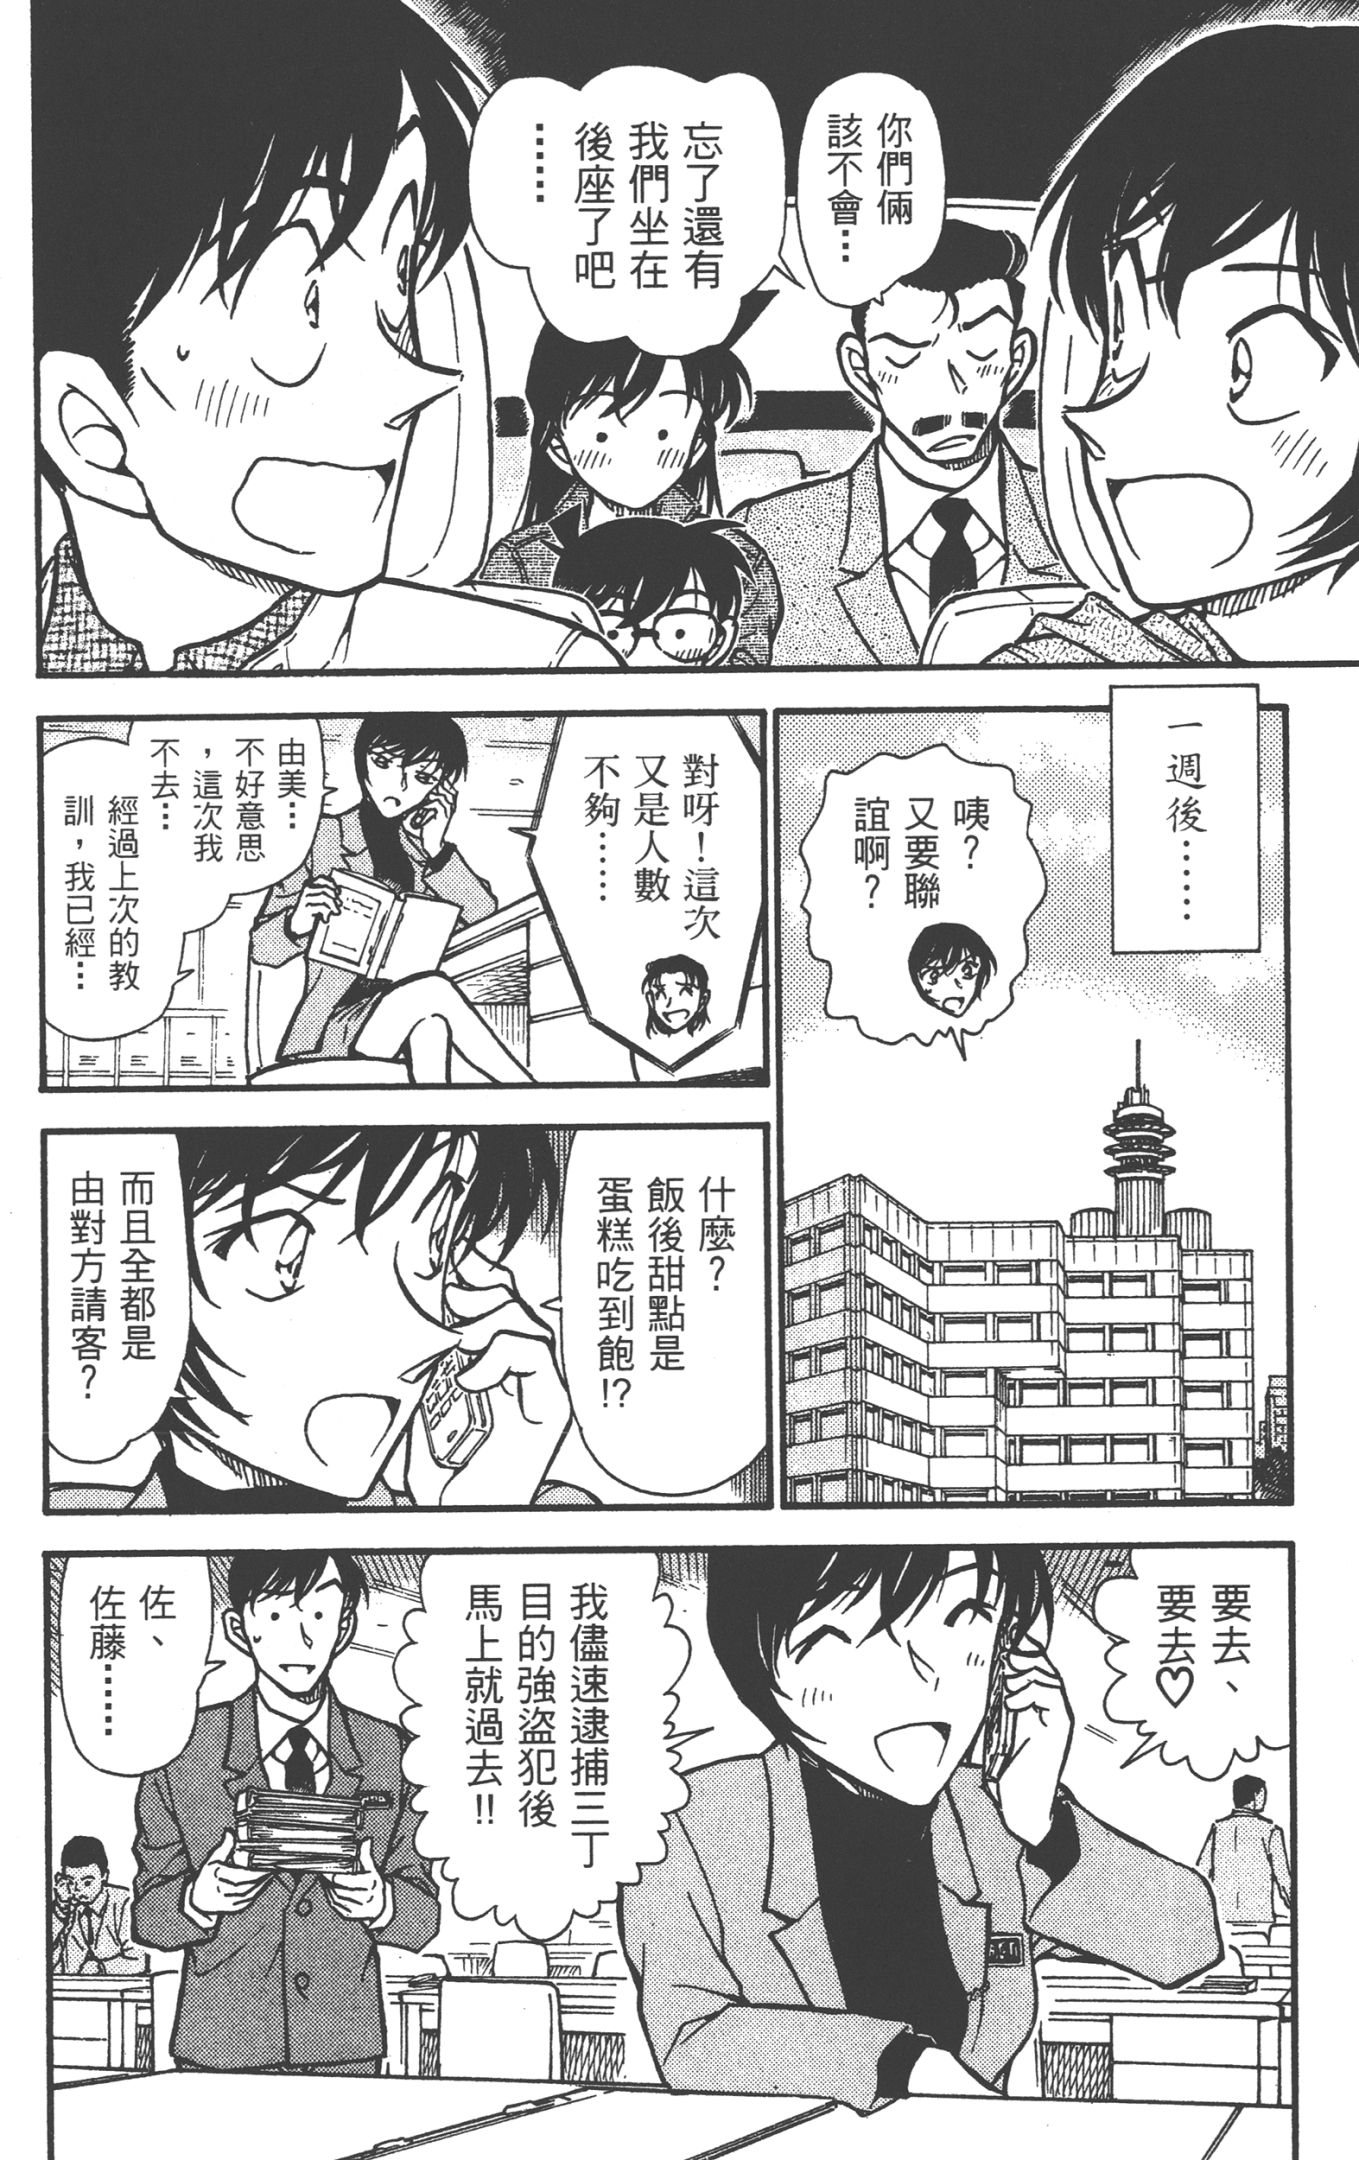 你們倆
該不會…
忘了還有
我們坐在
後座了吧
……
一週後……
咦？
又要聯
誼啊？
對呀！這次
又是人數
不夠……
由美…
不好意思
，這次我
不去…
經過上次的教
訓，我已經…
什麼？
飯後甜點是
蛋糕吃到飽!?
而且全都是
由對方請客？
要去、
要去♡
我儘速逮捕三丁
目的強盜犯後
馬上就過去!!
佐、
佐藤……